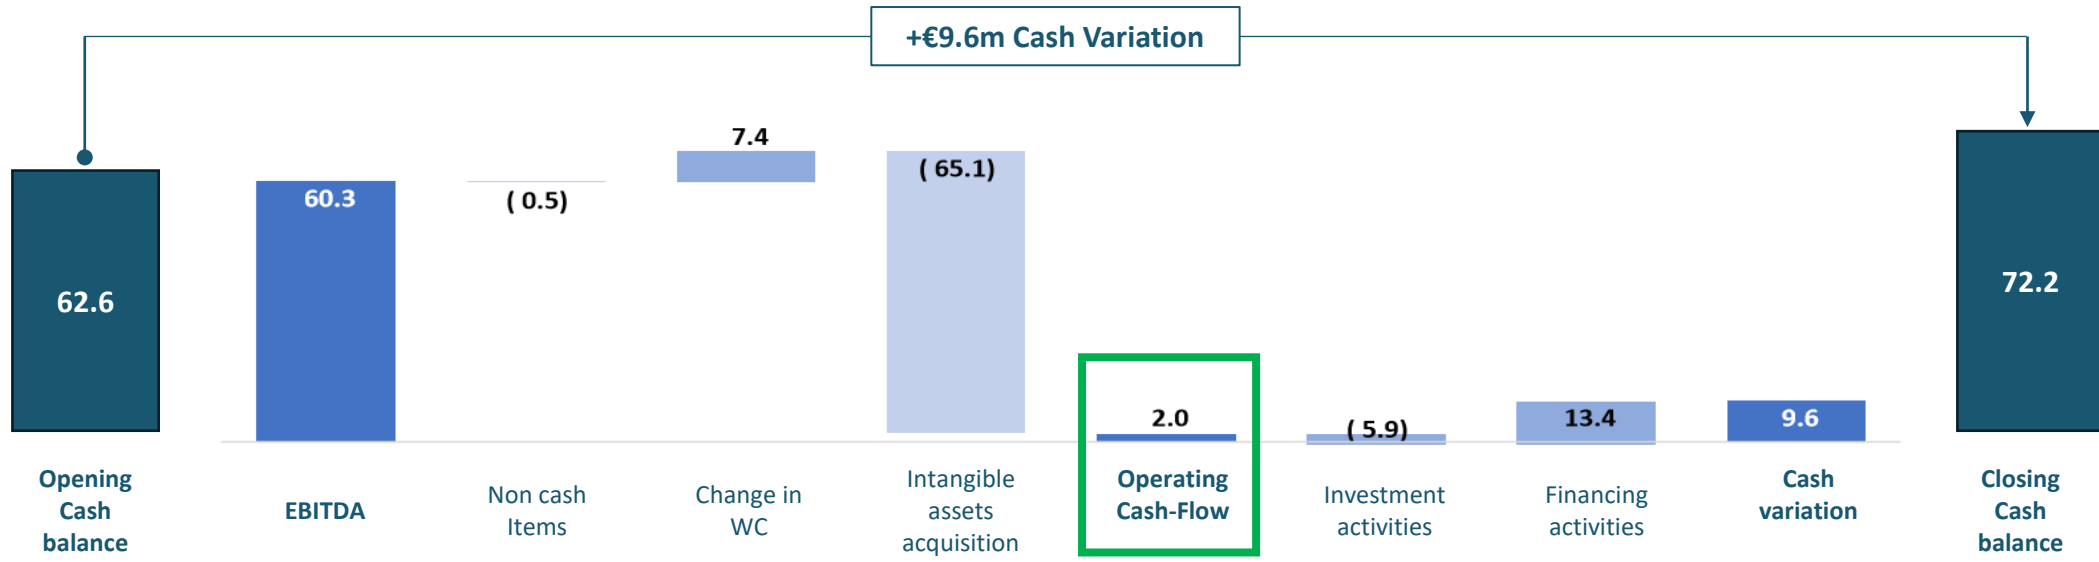 +€9.6m Cash Variation
62.6
60.3
( 0.5)
7.4
( 65.1)
2.0
( 5.9)
13.4
9.6
72.2
Opening
Cash
balance
EBITDA
Non cash
Items
Change in
WC
Intangible
assets
acquisition
Operating
Cash-Flow
Investment
activities
Financing
activities
Cash
variation
Closing
Cash
balance